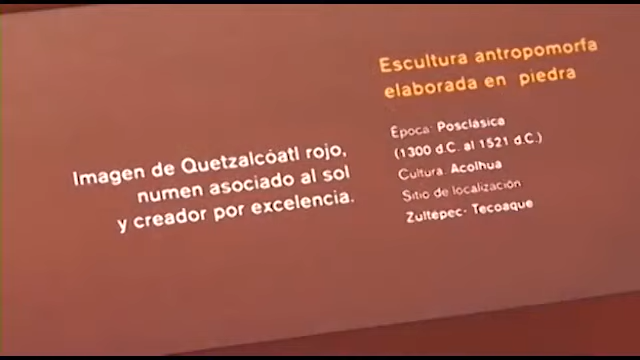 Imagen de Quetzalcóatl rojo,
numen asociado al sol
y creador por excelencia.
Escultura antropomorfa
elaborada en piedra
Época: Posclásica
(1300 d.C. al 1521 d.C.)
Cultura: Acolhua
Sitio de localización
Zultépec- Tecoaque